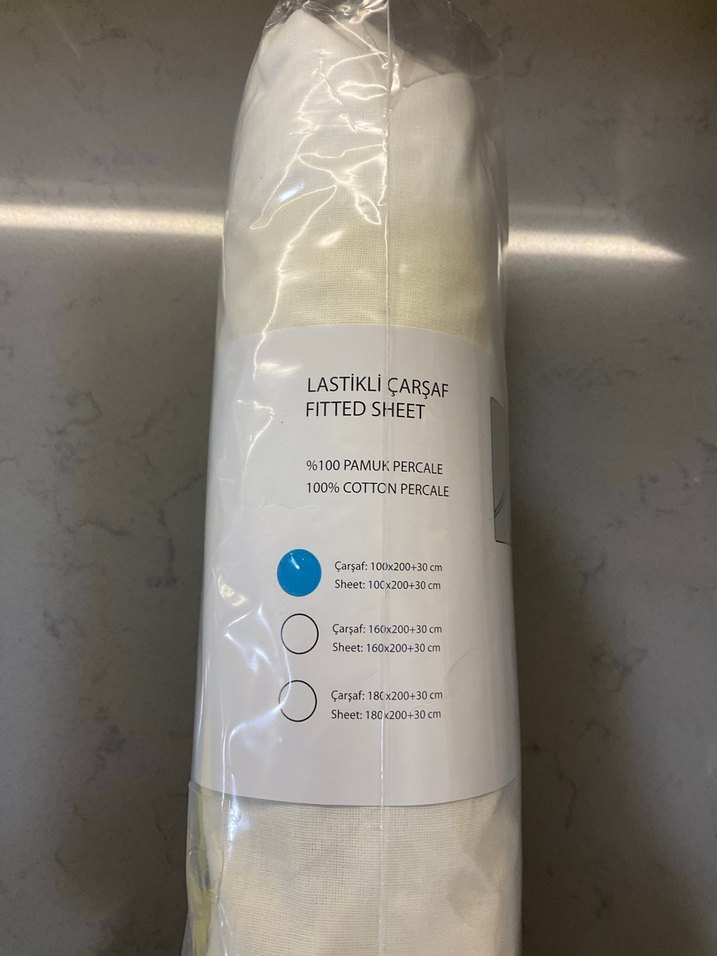 LASTİKLİ ÇARŞAF
FITTED SHEET
%100 PAMUK PERCALE
100% COTTON PERCALE
Çarşaf: 100x200+30 cm
Sheet: 100x200+30 cm
Çarşaf: 160x200+30 cm
Sheet: 160x200+30 cm
Çarşaf: 180x200+30 cm
Sheet: 180x200+30 cm